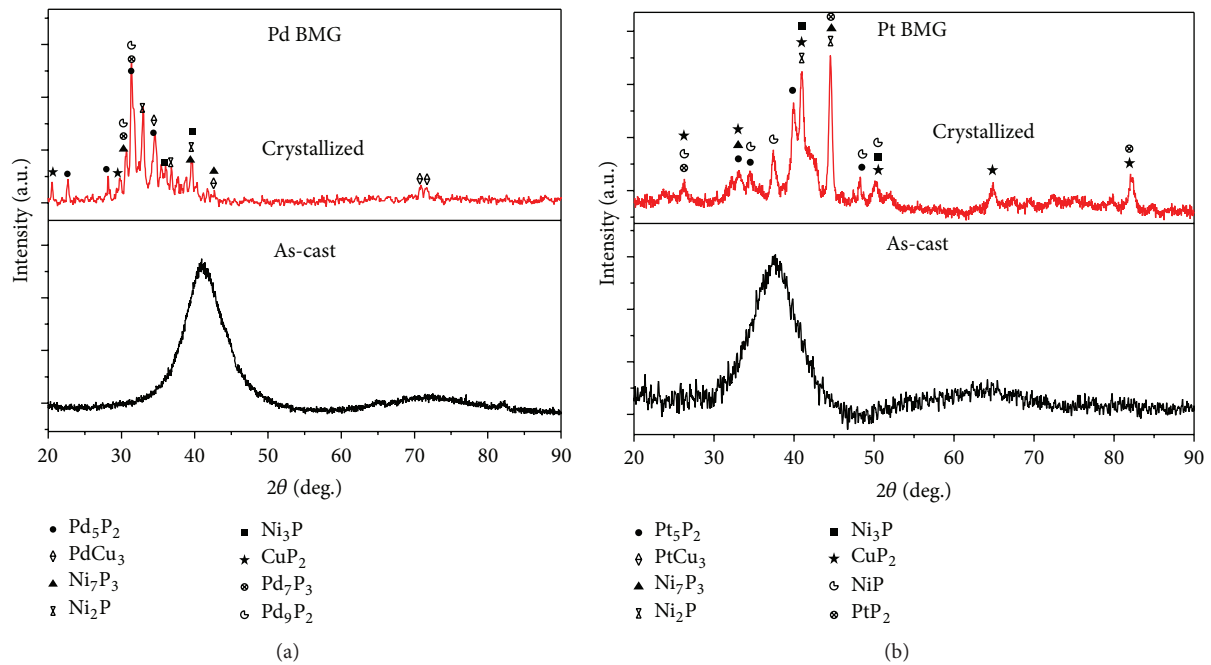 Pd BMG
Crystallized
As-cast
Intensity (a.u.)
20 30 40 50 60 70 80 90
2θ (deg.)
Pd₅P₂
PdCu₃
Ni₇P₃
Ni₂P
Ni₃P
CuP₂
Pd₇P₃
Pd₉P₂
(a)
Pt BMG
Crystallized
As-cast
Intensity (a.u.)
20 30 40 50 60 70 80 90
2θ (deg.)
Pt₅P₂
PtCu₃
Ni₇P₃
Ni₂P
Ni₃P
CuP₂
NiP
PtP₂
(b)